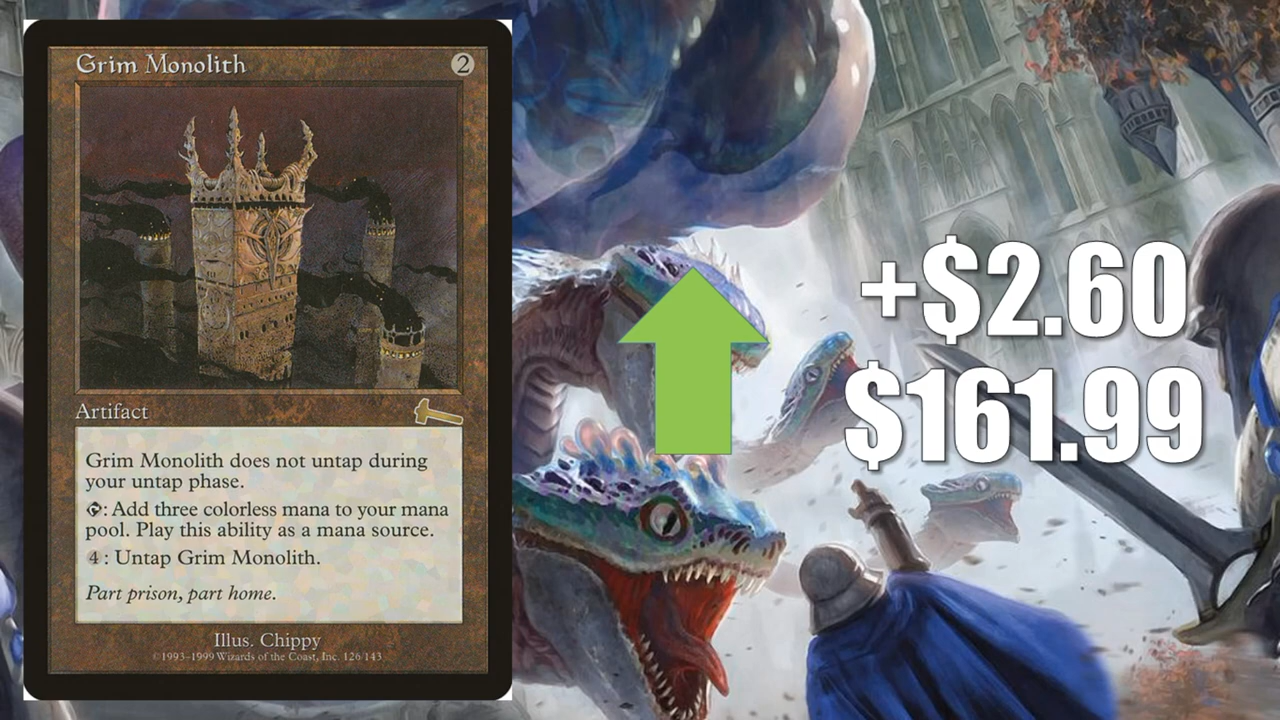 Grim Monolith 2
Artifact
Grim Monolith does not untap during
your untap phase.
: Add three colorless mana to your mana
pool. Play this ability as a mana source.
4 : Untap Grim Monolith.
Part prison, part home.
Illus. Chippy
©1993–1999 Wizards of the Coast, Inc. 126/143
+$2.60
$161.99